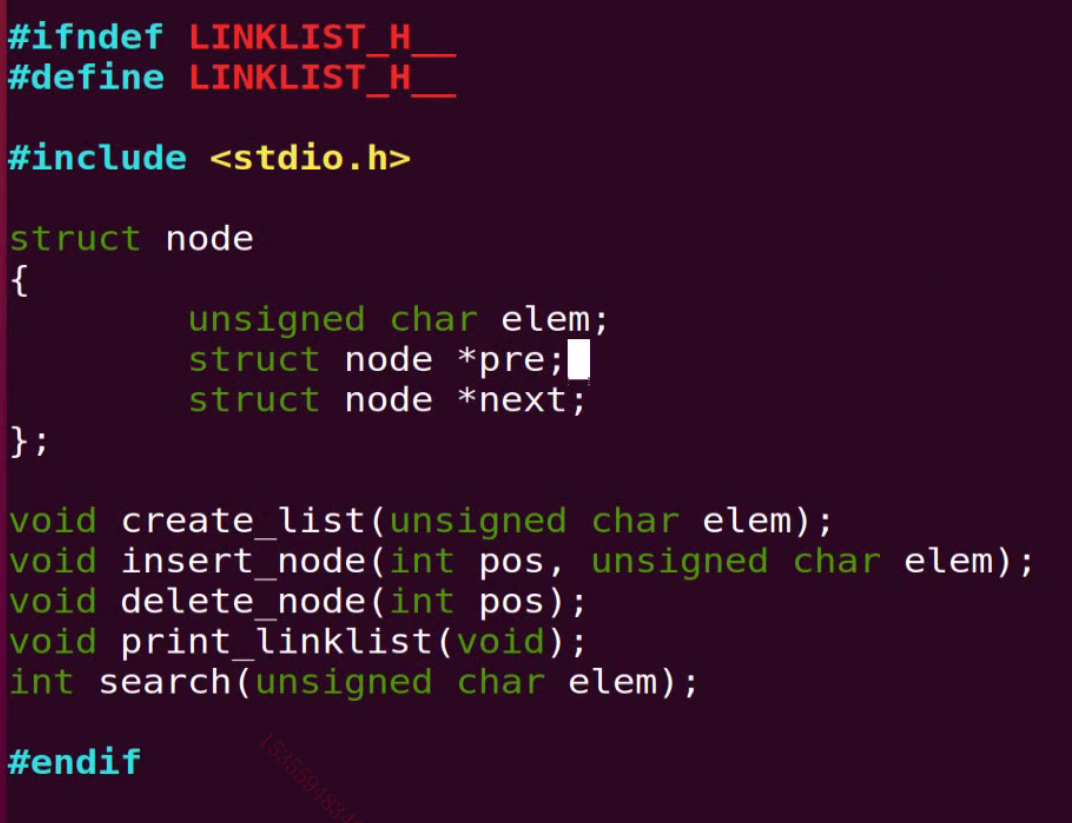 #ifndef LINKLIST_H__
#define LINKLIST_H__

#include <stdio.h>

struct node
{
        unsigned char elem;
        struct node *pre;
        struct node *next;
};

void create_list(unsigned char elem);
void insert_node(int pos, unsigned char elem);
void delete_node(int pos);
void print_linklist(void);
int search(unsigned char elem);

#endif